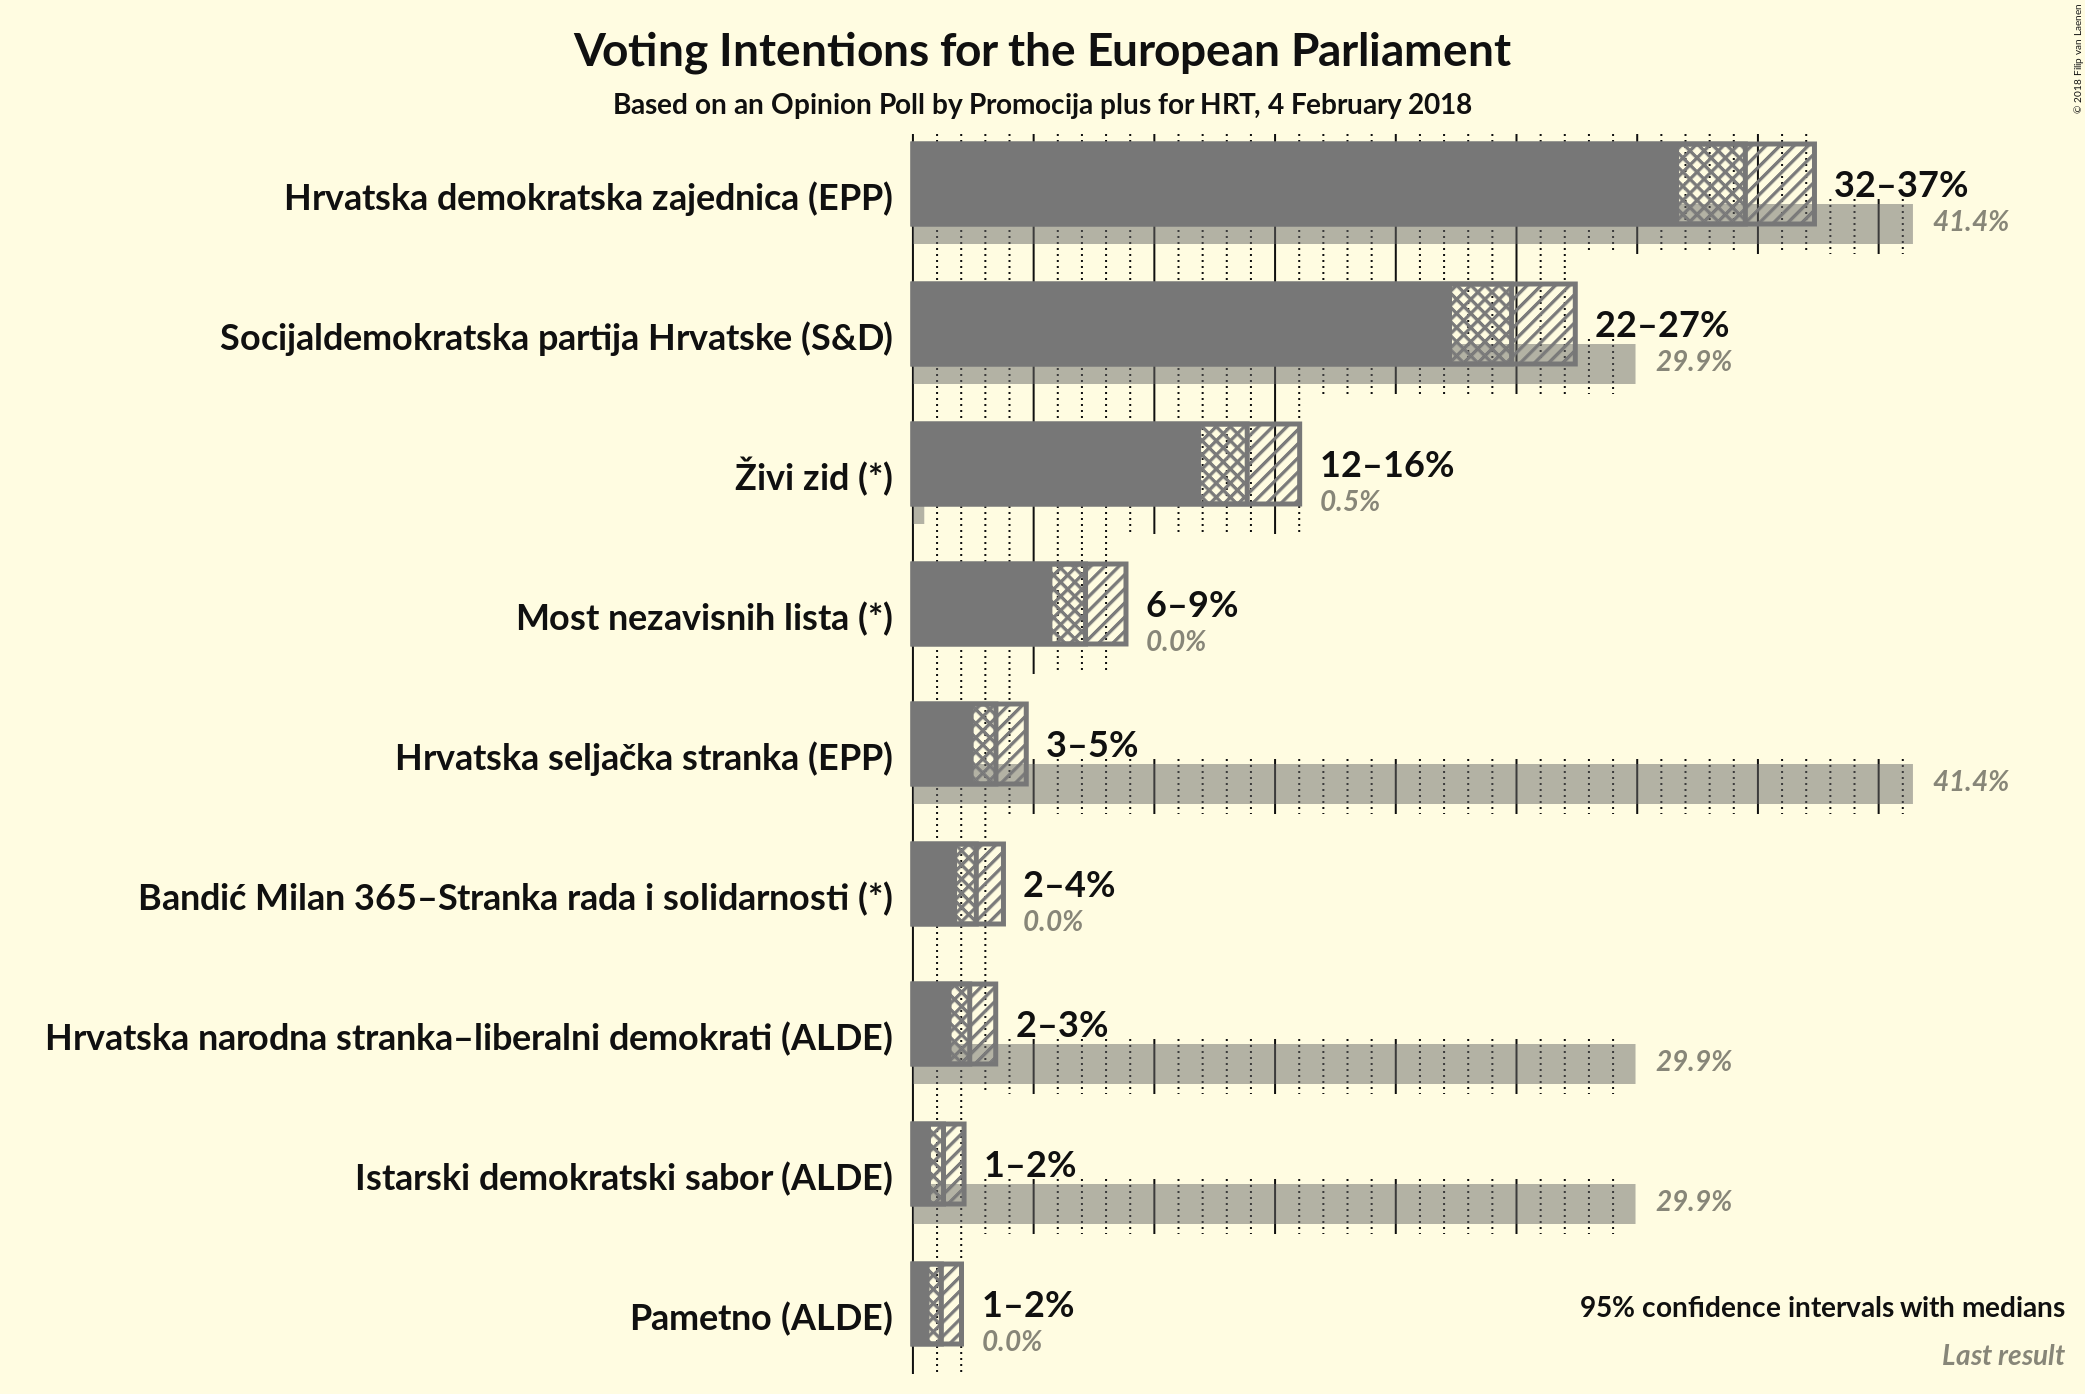 Voting Intentions for the European Parliament
Based on an Opinion Poll by Promocija plus for HRT, 4 February 2018
© 2018 Filip van Laenen
Hrvatska demokratska zajednica (EPP)
32–37%
41.4%
Socijaldemokratska partija Hrvatske (S&D)
22–27%
29.9%
Živi zid (*)
12–16%
0.5%
Most nezavisnih lista (*)
6–9%
0.0%
Hrvatska seljačka stranka (EPP)
3–5%
41.4%
Bandić Milan 365–Stranka rada i solidarnosti (*)
2–4%
0.0%
Hrvatska narodna stranka–liberalni demokrati (ALDE)
2–3%
29.9%
Istarski demokratski sabor (ALDE)
1–2%
29.9%
Pametno (ALDE)
1–2%
0.0%
95% confidence intervals with medians
Last result